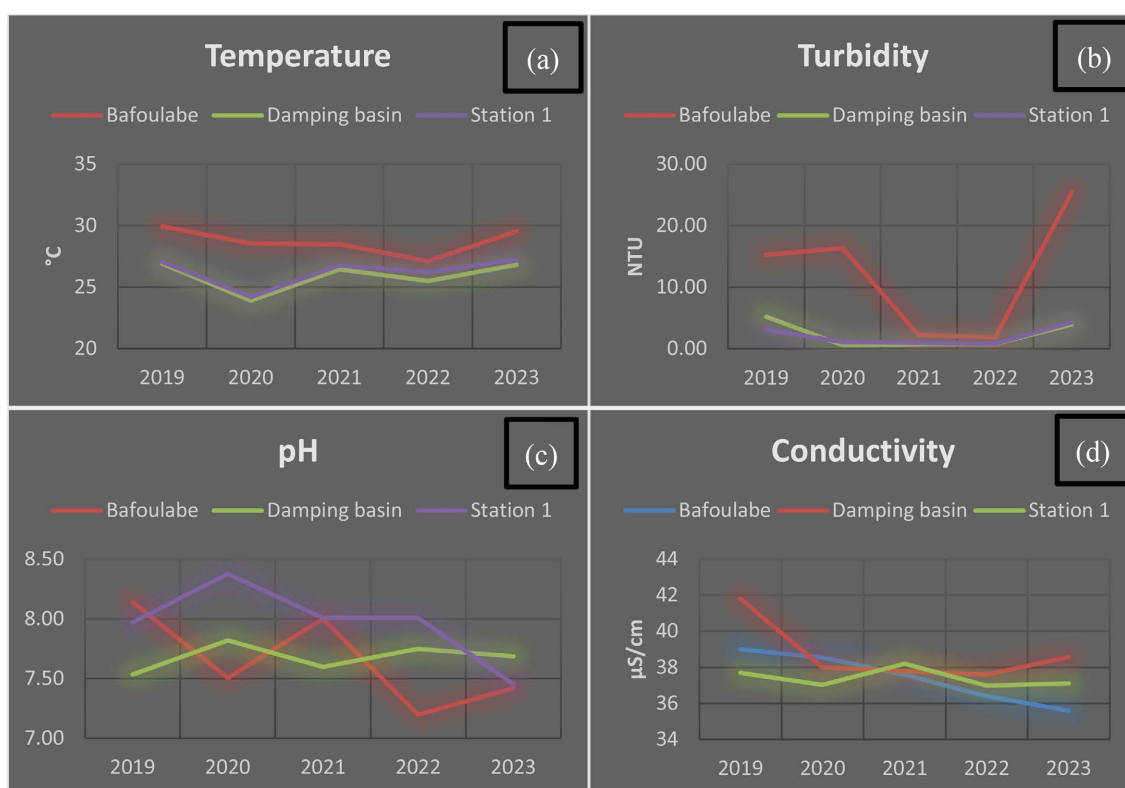 Temperature
(a)
Bafoulabe Damping basin Station 1
35
30
25
20
°C
2019 2020 2021 2022 2023
Turbidity
(b)
Bafoulabe Damping basin Station 1
30.00
20.00
10.00
0.00
NTU
2019 2020 2021 2022 2023
pH
(c)
Bafoulabe Damping basin Station 1
8.50
8.00
7.50
7.00
2019 2020 2021 2022 2023
Conductivity
(d)
Bafoulabe Damping basin Station 1
44
42
40
38
36
34
µS/cm
2019 2020 2021 2022 2023